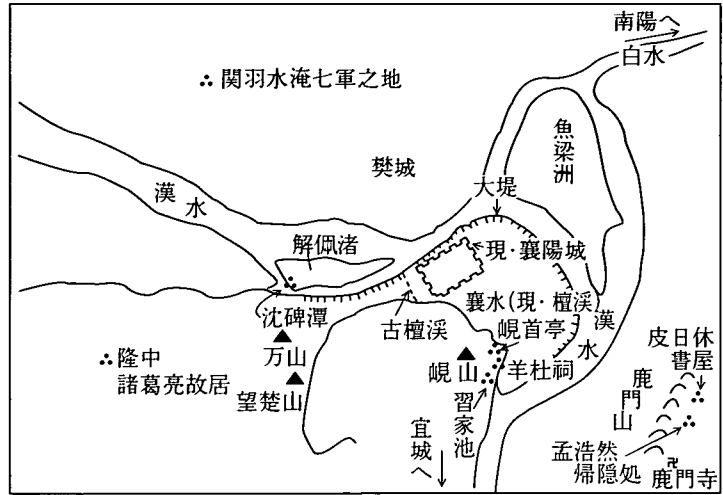 南陽へ
白水
関羽水淹七軍之地
魚梁洲
樊城
漢水
大堤
解佩渚
現・襄陽城
襄水(現・檀渓)
沈碑潭
古檀渓
峴首亭
漢水
万山
隆中
諸葛亮故居
望楚山
峴山
羊杜祠
習家池
宜城へ
皮日休
書屋
鹿門山
孟浩然
帰隠処
卍
鹿門寺